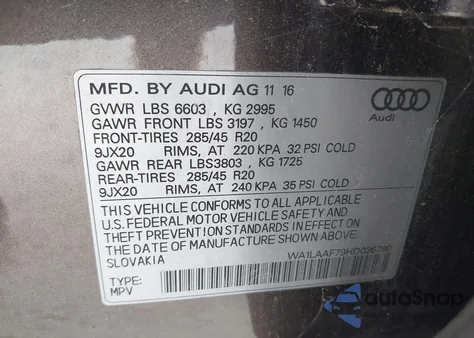 MFD. BY AUDI AG 11 16
GVWR LBS 6603 , KG 2995
GAWR FRONT LBS 3197 , KG 1450
FRONT-TIRES 285/45 R20
9JX20 RIMS, AT 220 KPA 32 PSI COLD
GAWR REAR LBS3803 , KG 1725
REAR-TIRES 285/45 R20
9JX20 RIMS, AT 240 KPA 35 PSI COLD
THIS VEHICLE CONFORMS TO ALL APPLICABLE
U.S. FEDERAL MOTOR VEHICLE SAFETY AND
THEFT PREVENTION STANDARDS IN EFFECT ON
THE DATE OF MANUFACTURE SHOWN ABOVE.
SLOVAKIA
TYPE:
MPV
Audi
autoSnap